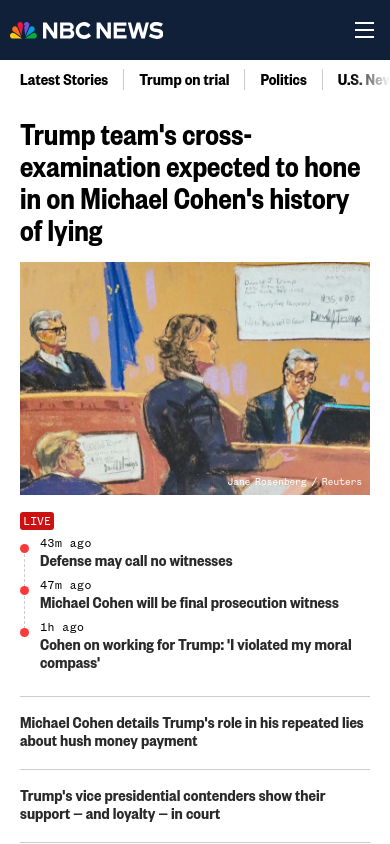 NBC NEWS
Latest Stories
Trump on trial
Politics
U.S.
Trump team's cross-
examination expected to hone
in on Michael Cohen's history
of lying
Donald J Trump
Jane Rosenberg / Reuters
LIVE
43m ago
Defense may call no witnesses
47m ago
Michael Cohen will be final prosecution witness
1h ago
Cohen on working for Trump: 'I violated my moral
compass'
Michael Cohen details Trump's role in his repeated lies
about hush money payment
Trump's vice presidential contenders show their
support – and loyalty – in court